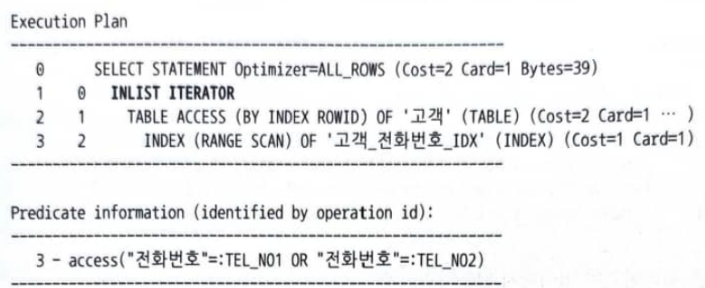 Execution Plan
--------------------------------------------------------------
0 SELECT STATEMENT Optimizer=ALL_ROWS (Cost=2 Card=1 Bytes=39)
1 0 INLIST ITERATOR
2 1 TABLE ACCESS (BY INDEX ROWID) OF '고객' (TABLE) (Cost=2 Card=1 ⋯ )
3 2 INDEX (RANGE SCAN) OF '고객_전화번호_IDX' (INDEX) (Cost=1 Card=1)
--------------------------------------------------------------
Predicate information (identified by operation id):
--------------------------------------------------------------
3 - access("전화번호"=:TEL_NO1 OR "전화번호"=:TEL_NO2)
--------------------------------------------------------------